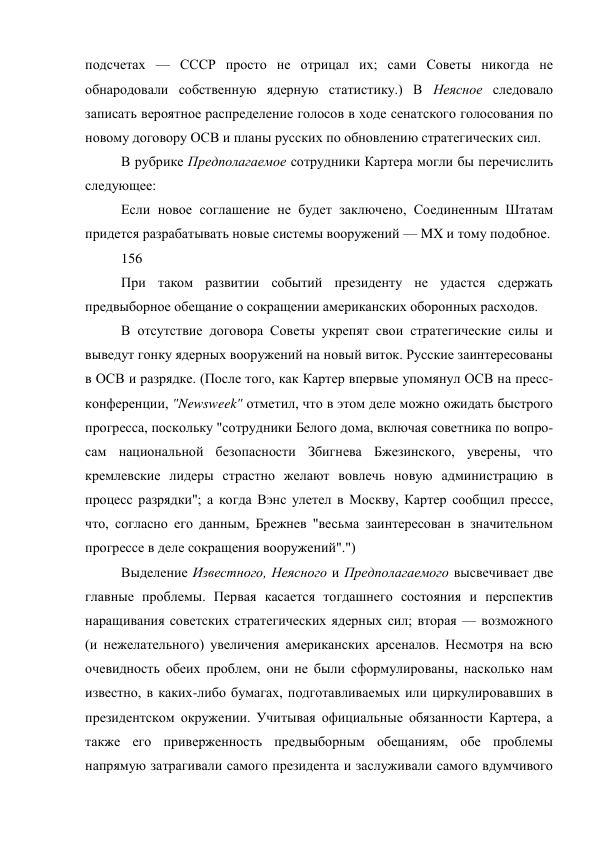 подсчетах — СССР просто не отрицал их; сами Советы никогда не
обнародовали собственную ядерную статистику.) В Неясное следовало
записать вероятное распределение голосов в ходе сенатского голосования по
новому договору ОСВ и планы русских по обновлению стратегических сил.
В рубрике Предполагаемое сотрудники Картера могли бы перечислить
следующее:
Если новое соглашение не будет заключено, Соединенным Штатам
придется разрабатывать новые системы вооружений — МХ и тому подобное.
156
При таком развитии событий президенту не удастся сдержать
предвыборное обещание о сокращении американских оборонных расходов.
В отсутствие договора Советы укрепят свои стратегические силы и
выведут гонку ядерных вооружений на новый виток. Русские заинтересованы
в ОСВ и разрядке. (После того, как Картер впервые упомянул ОСВ на пресс-
конференции, "Newsweek" отметил, что в этом деле можно ожидать быстрого
прогресса, поскольку "сотрудники Белого дома, включая советника по вопро-
сам национальной безопасности Збигнева Бжезинского, уверены, что
кремлевские лидеры страстно желают вовлечь новую администрацию в
процесс разрядки"; а когда Вэнс улетел в Москву, Картер сообщил прессе,
что, согласно его данным, Брежнев "весьма заинтересован в значительном
прогрессе в деле сокращения вооружений".")
Выделение Известного, Неясного и Предполагаемого высвечивает две
главные проблемы. Первая касается тогдашнего состояния и перспектив
наращивания советских стратегических ядерных сил; вторая — возможного
(и нежелательного) увеличения американских арсеналов. Несмотря на всю
очевидность обеих проблем, они не были сформулированы, насколько нам
известно, в каких-либо бумагах, подготавливаемых или циркулировавших в
президентском окружении. Учитывая официальные обязанности Картера, а
также его приверженность предвыборным обещаниям, обе проблемы
напрямую затрагивали самого президента и заслуживали самого вдумчивого